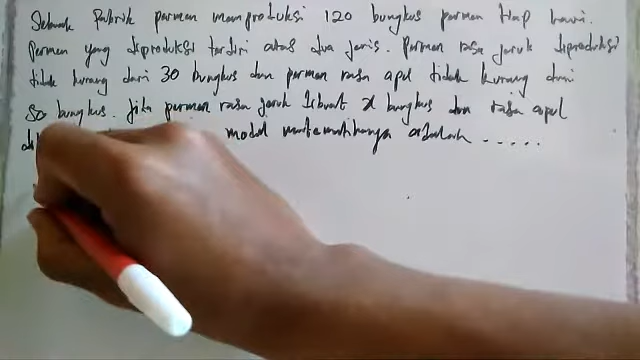 Sebuah Pabrik permen memproduksi 120 bungkus permen tiap hari.
Permen yang diproduksi terdiri atas dua jenis. Permen rasa jeruk diproduksi
tidak kurang dari 30 bungkus dan permen rasa apel tidak kurang dari
50 bungkus. Jika permen rasa jeruk dibuat x bungkus dan rasa apel
model matematikanya adalah .....